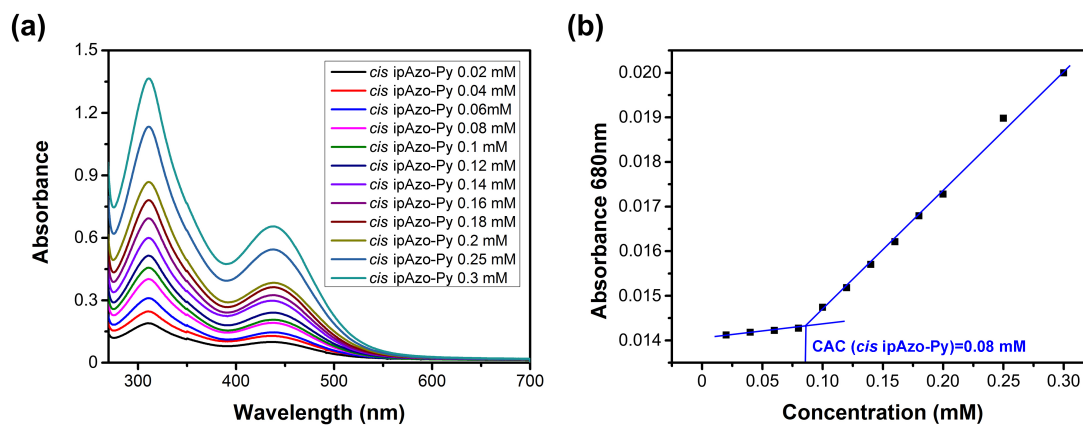 (a)
Absorbance
1.5
1.2
0.9
0.6
0.3
0
cis ipAzo-Py 0.02 mM
cis ipAzo-Py 0.04 mM
cis ipAzo-Py 0.06mM
cis ipAzo-Py 0.08 mM
cis ipAzo-Py 0.1 mM
cis ipAzo-Py 0.12 mM
cis ipAzo-Py 0.14 mM
cis ipAzo-Py 0.16 mM
cis ipAzo-Py 0.18 mM
cis ipAzo-Py 0.2 mM
cis ipAzo-Py 0.25 mM
cis ipAzo-Py 0.3 mM
300 400 500 600 700
Wavelength (nm)
(b)
Absorbance 680nm
0.020
0.019
0.018
0.017
0.016
0.015
0.014
CAC (cis ipAzo-Py)=0.08 mM
0 0.05 0.10 0.15 0.20 0.25 0.30
Concentration (mM)